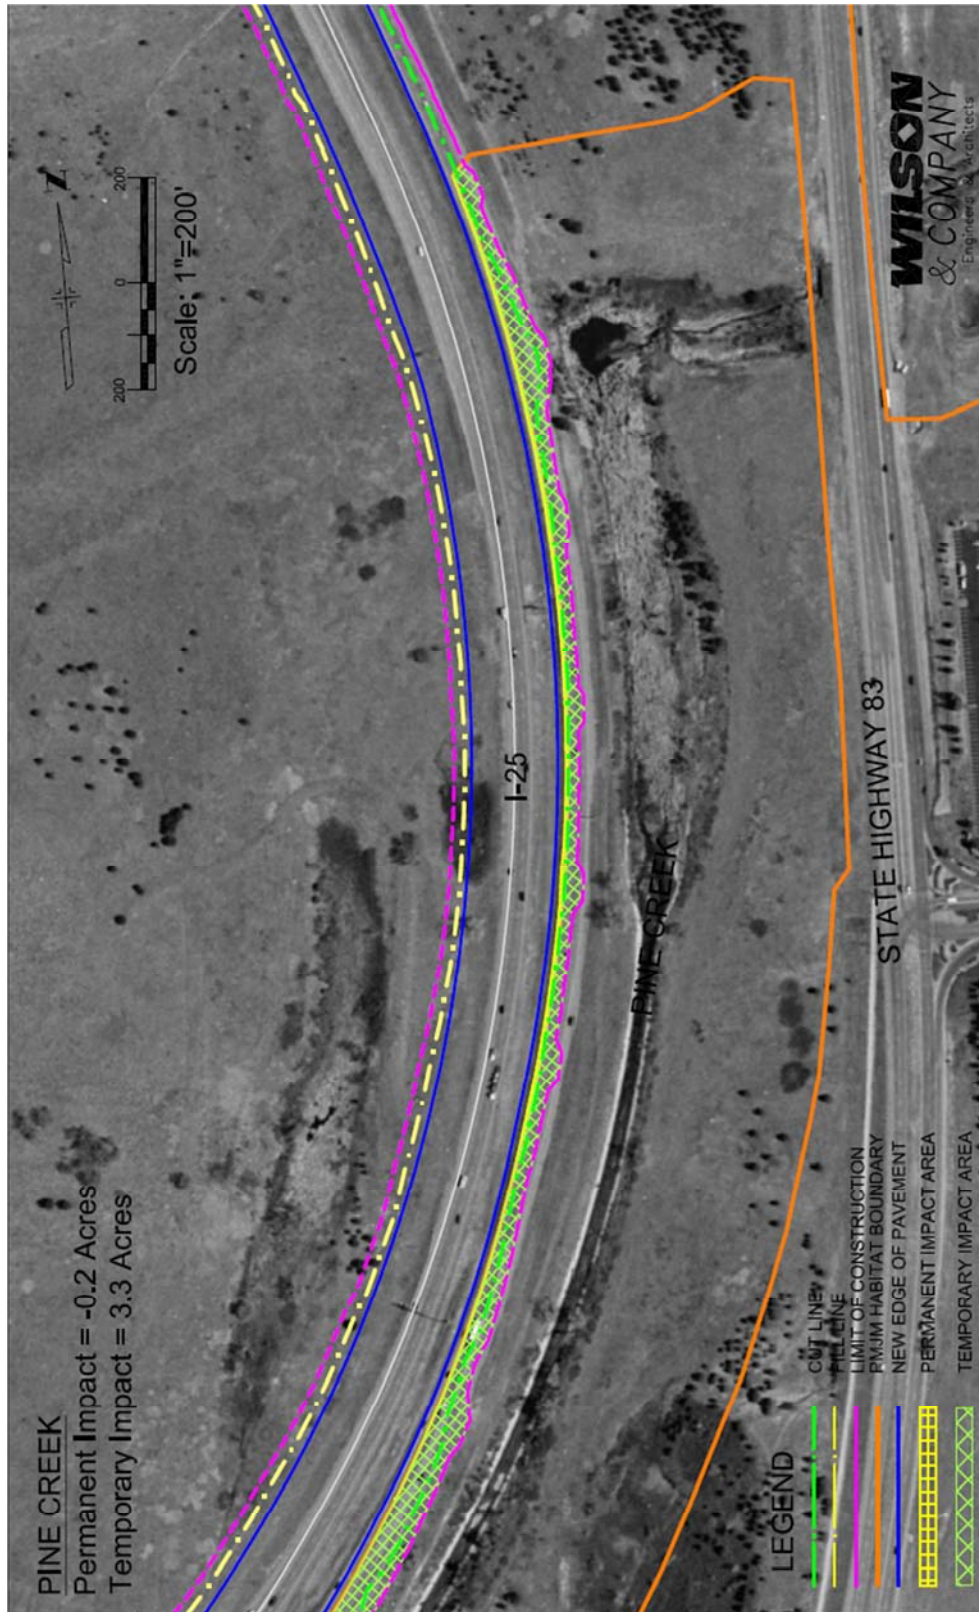 PINE CREEK
Permanent Impact = -0.2 Acres
Temporary Impact = 3.3 Acres
200 0 200
Scale: 1"=200'
N
I-25
PINE CREEK
STATE HIGHWAY 83
LEGEND
CUT LINE
FILL LINE
LIMIT OF CONSTRUCTION
PMJM HABITAT BOUNDARY
NEW EDGE OF PAVEMENT
PERMANENT IMPACT AREA
TEMPORARY IMPACT AREA
WILSON
& COMPANY
Engineers & Architects